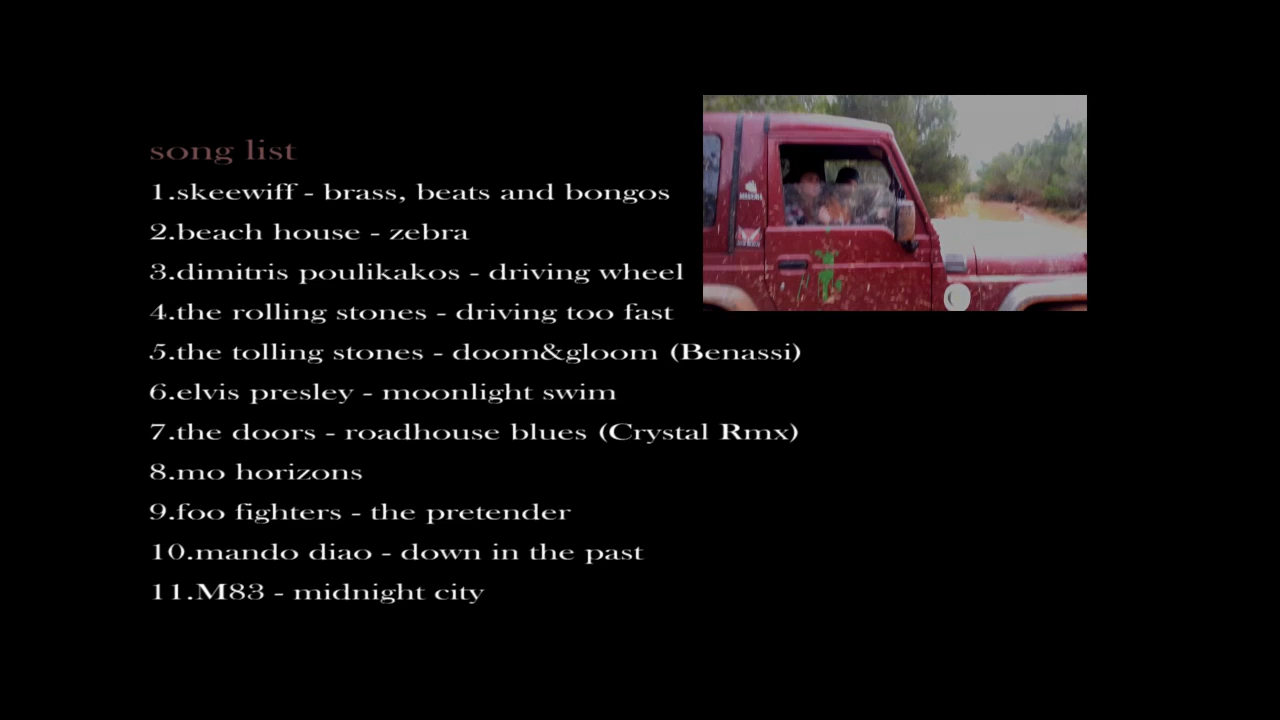 song list
1.skeewiff - brass, beats and bongos
2.beach house - zebra
3.dimitris poulikakos - driving wheel
4.the rolling stones - driving too fast
5.the tolling stones - doom&gloom (Benassi)
6.elvis presley - moonlight swim
7.the doors - roadhouse blues (Crystal Rmx)
8.mo horizons
9.foo fighters - the pretender
10.mando diao - down in the past
11.M83 - midnight city